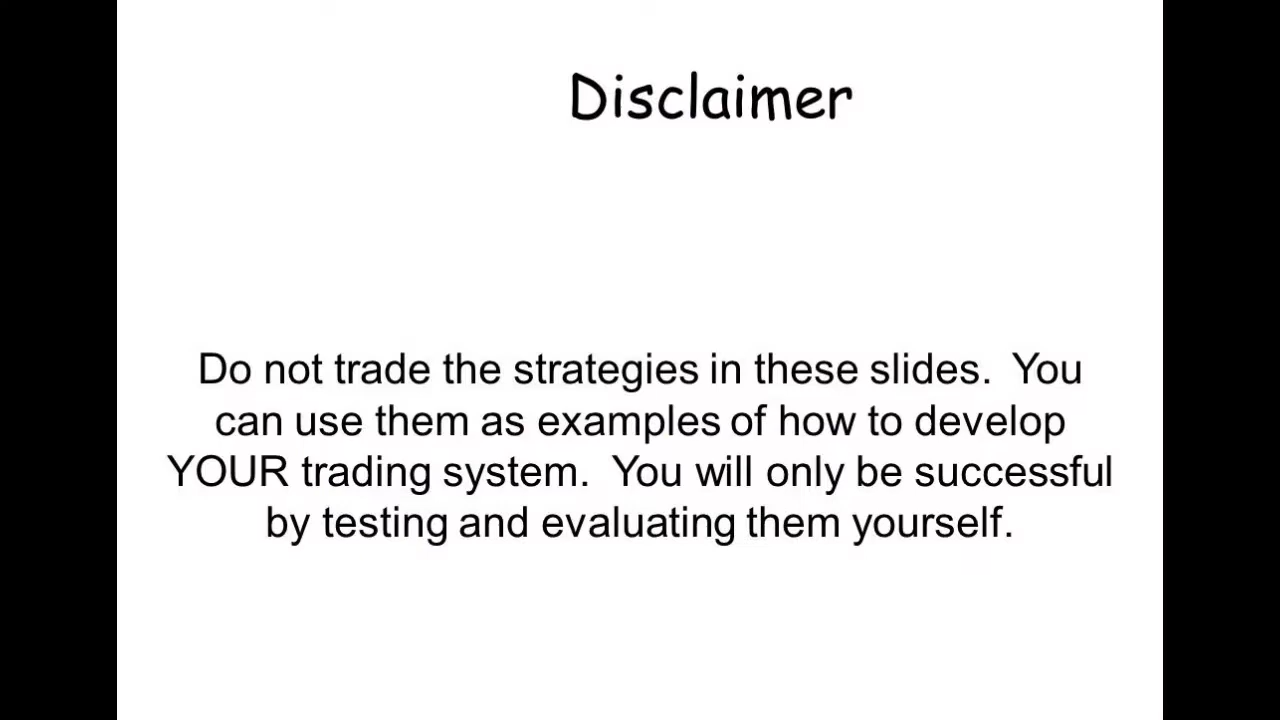 Disclaimer
Do not trade the strategies in these slides.  You
can use them as examples of how to develop
YOUR trading system.  You will only be successful
by testing and evaluating them yourself.